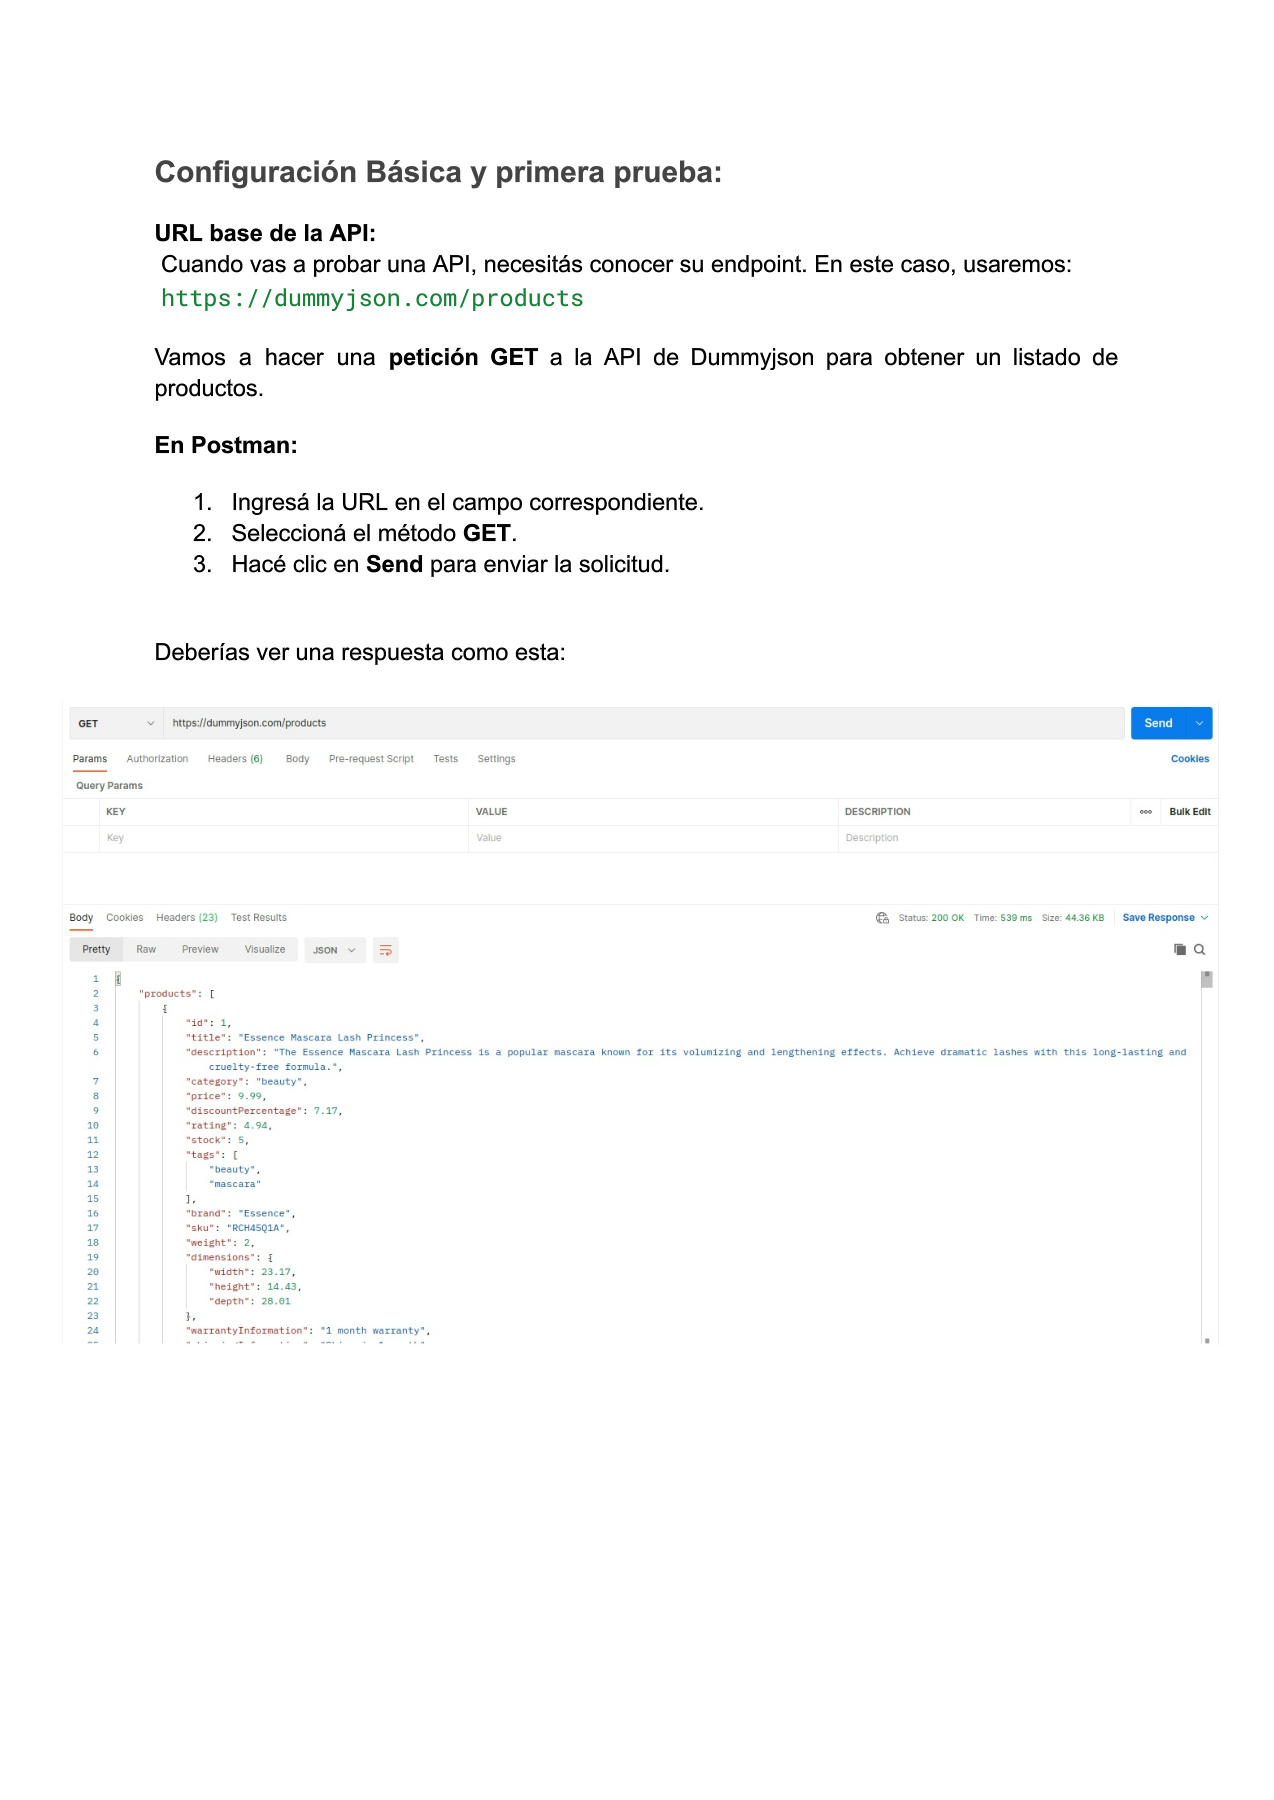 Configuración Básica y primera prueba:
URL base de la API:
Cuando vas a probar una API, necesitás conocer su endpoint. En este caso, usaremos:
https://dummyjson.com/products
Vamos a hacer una petición GET a la API de Dummyjson para obtener un listado de
productos.
En Postman:
1. Ingresá la URL en el campo correspondiente.
2. Seleccioná el método GET.
3. Hacé clic en Send para enviar la solicitud.
Deberías ver una respuesta como esta:
GET https://dummyjson.com/products Send
Params Authorization Headers (6) Body Pre-request Script Tests Settings Cookies
Query Params
KEY VALUE DESCRIPTION ooo Bulk Edit
Key Value Description
Body Cookies Headers (23) Test Results Status: 200 OK Time: 539 ms Size: 44.36 KB Save Response
Pretty Raw Preview Visualize JSON
1 {
2 "products": [
3 {
4 "id": 1,
5 "title": "Essence Mascara Lash Princess",
6 "description": "The Essence Mascara Lash Princess is a popular mascara known for its volumizing and lengthening effects. Achieve dramatic lashes with this long-lasting and
cruelty-free formula.",
7 "category": "beauty",
8 "price": 9.99,
9 "discountPercentage": 7.17,
10 "rating": 4.94,
11 "stock": 5,
12 "tags": [
13 "beauty",
14 "mascara"
15 ],
16 "brand": "Essence",
17 "sku": "RCH45Q1A",
18 "weight": 2,
19 "dimensions": {
20 "width": 23.17,
21 "height": 14.43,
22 "depth": 28.01
23 },
24 "warrantyInformation": "1 month warranty",